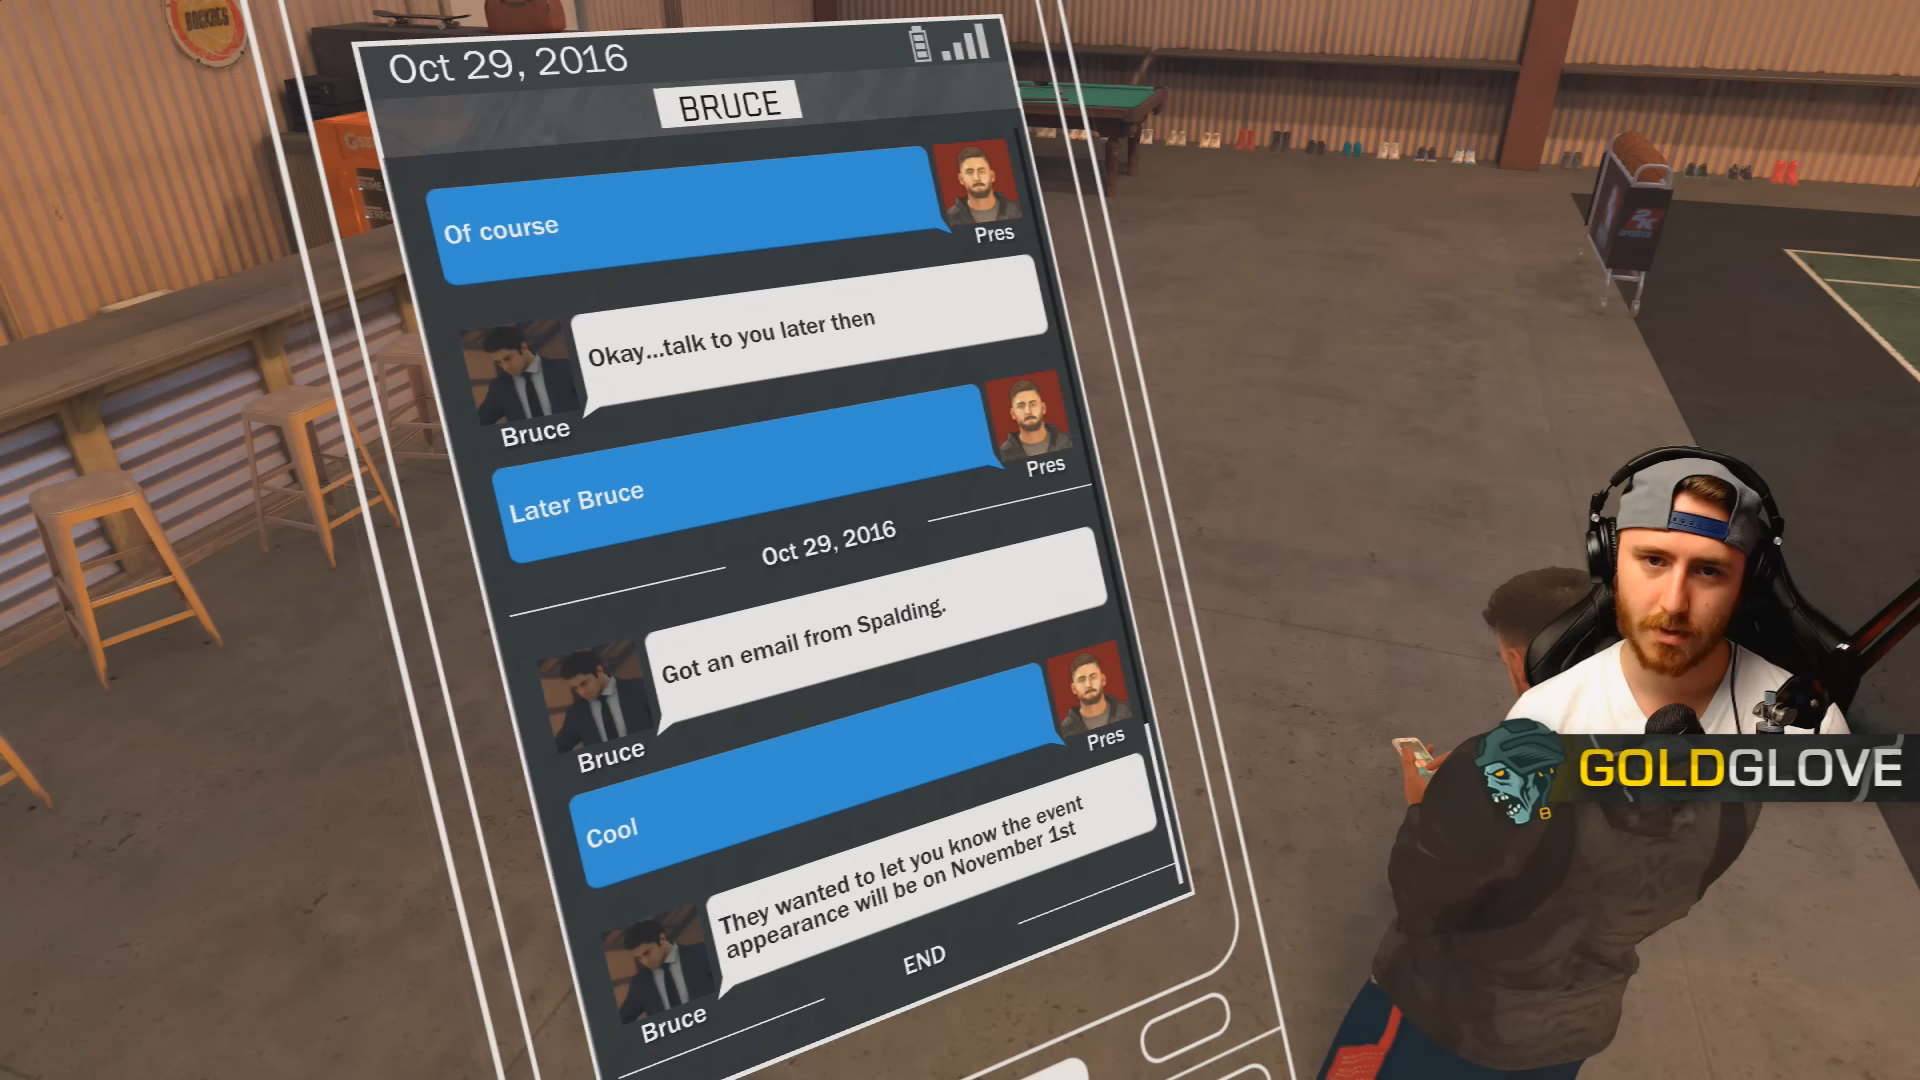 ROCKETS
Oct 29, 2016
BRUCE
Of course
Pres
Okay...talk to you later then
Bruce
Later Bruce
Pres
Oct 29, 2016
Got an email from Spalding.
Bruce
Cool
Pres
They wanted to let you know the event
appearance will be on November 1st
Bruce
END
2K
GOLDGLOVE